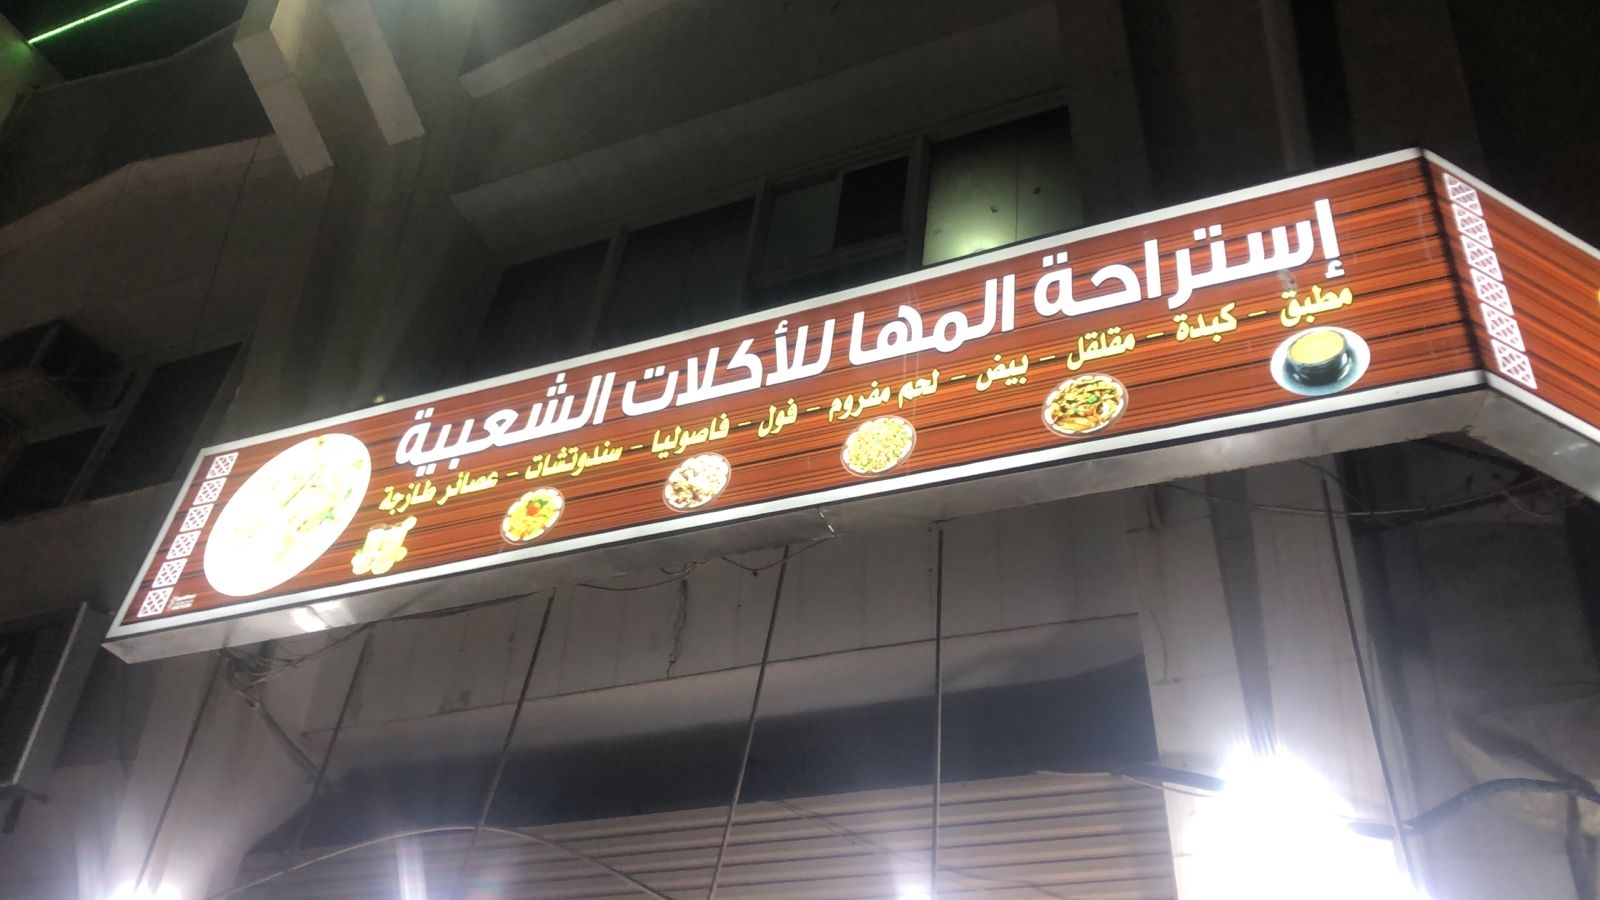 إستراحة المها للأكلات الشعبية
مطبق - كبدة - مقلقل - بيض - لحم مفروم - فول - فاصوليا - سندوتشات - عصائر طازجة